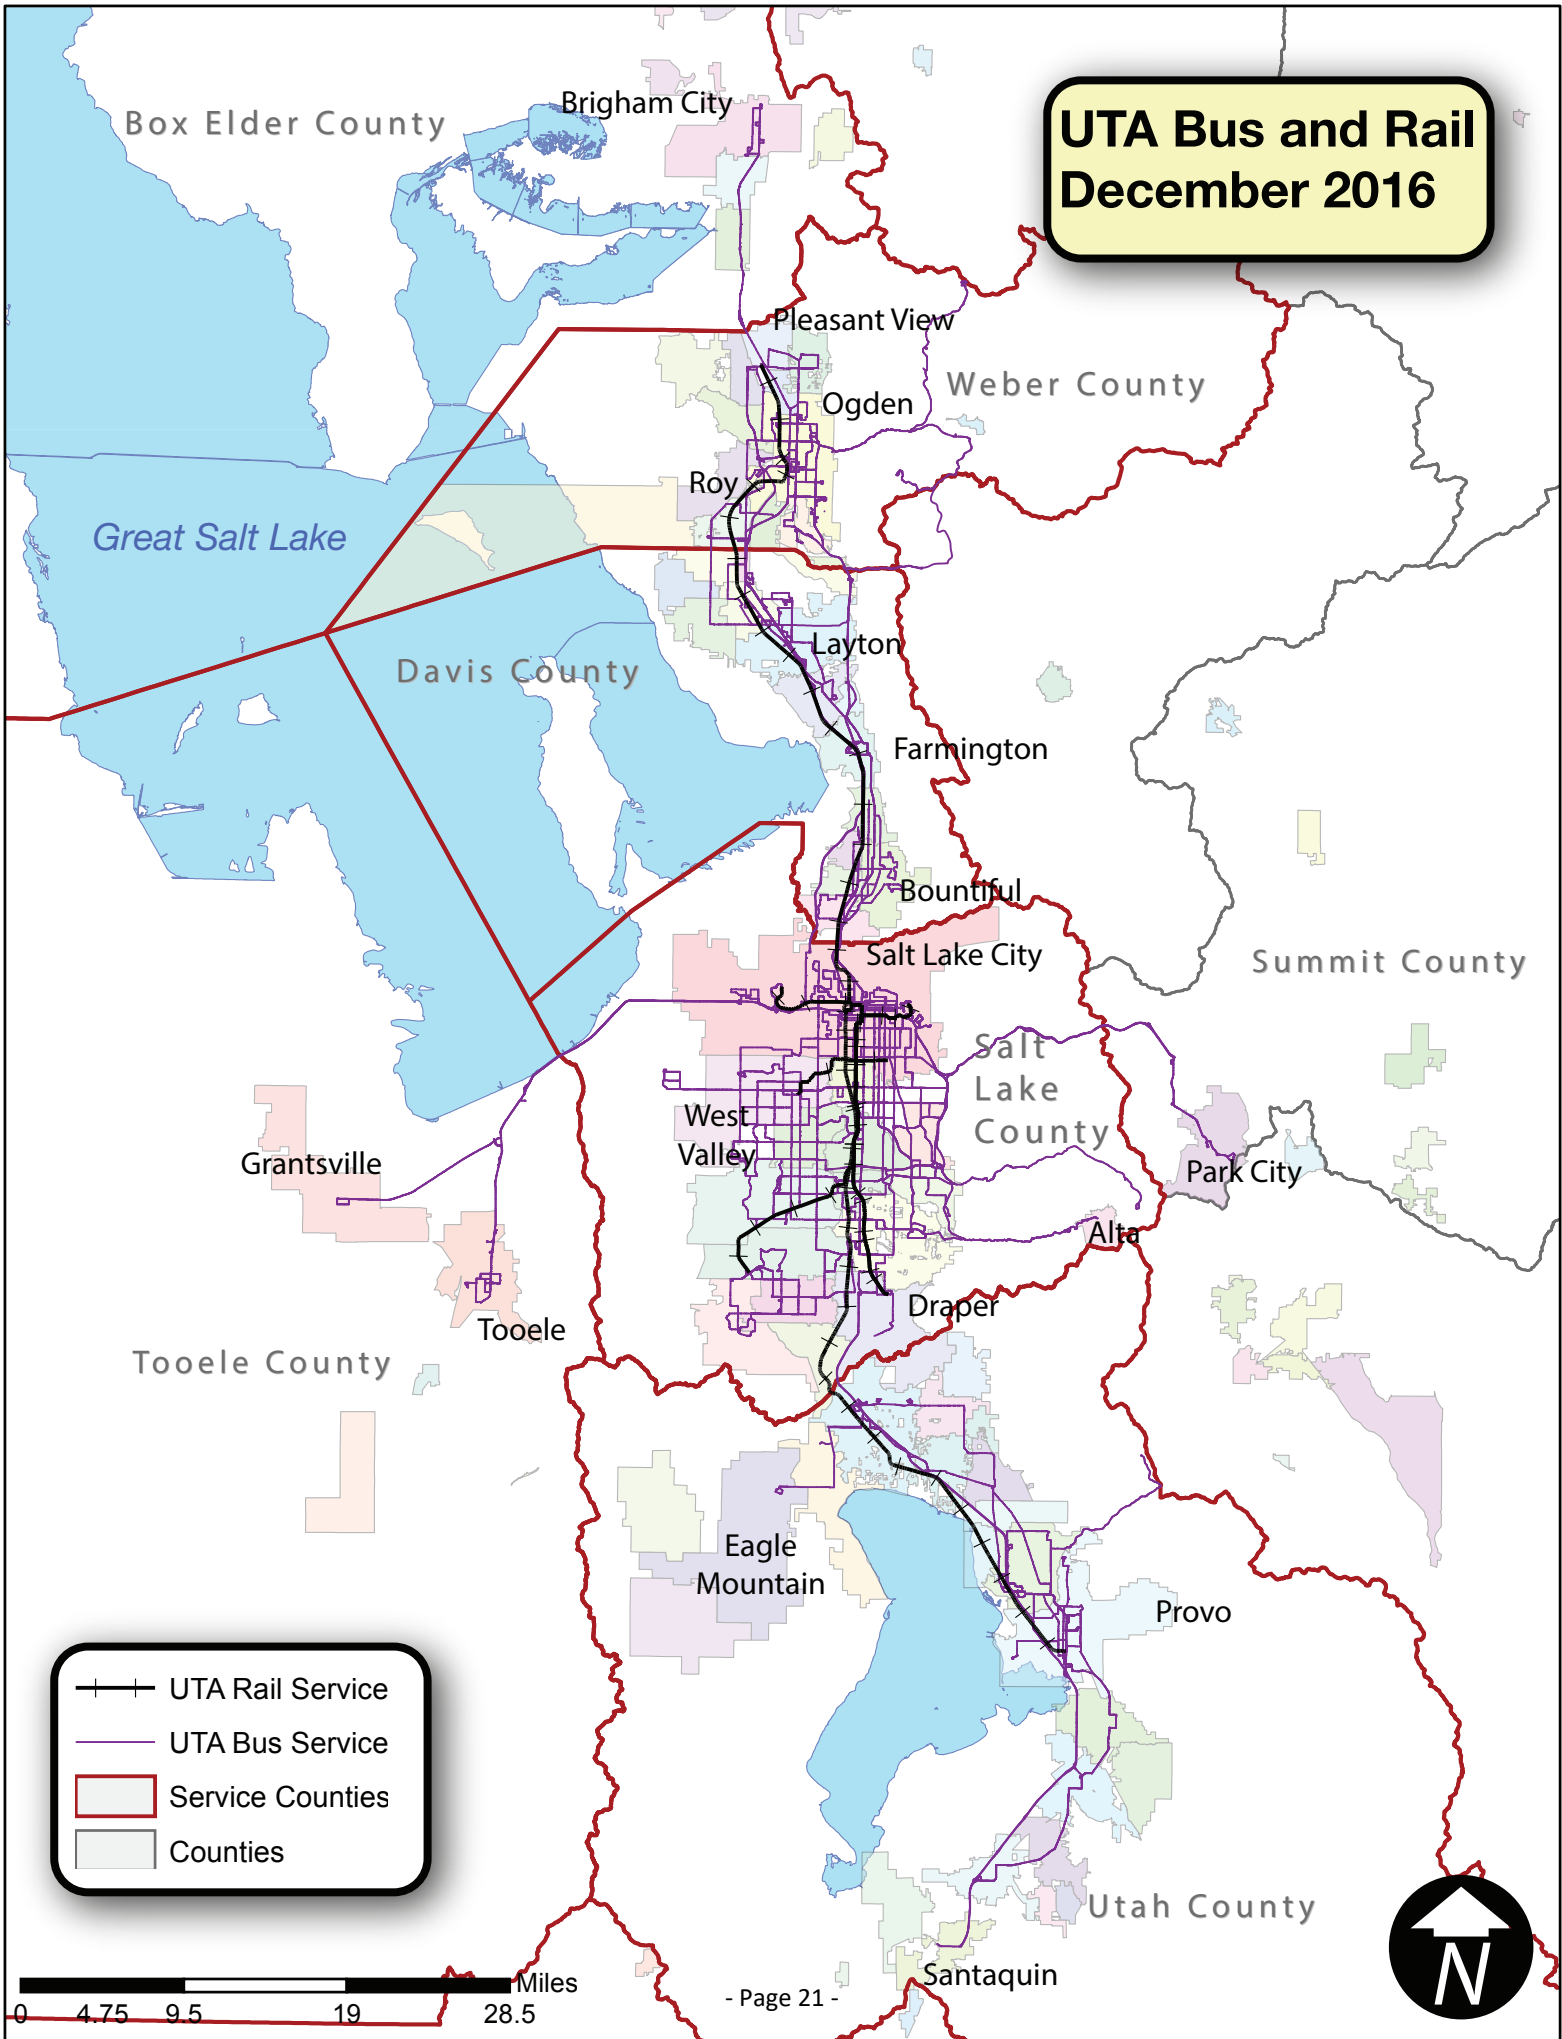 Brigham City
Box Elder County
UTA Bus and Rail
December 2016
Pleasant View
Weber County
Ogden
Roy
Great Salt Lake
Layton
Davis County
Farmington
Bountiful
Salt Lake City
Summit County
Salt
Lake
County
West
Valley
Grantsville
Park City
Alta
Draper
Tooele
Tooele County
Eagle
Mountain
Provo
UTA Rail Service
UTA Bus Service
Service Counties
Counties
Utah County
N
Santaquin
Miles
- Page 21 -
0 4.75 9.5 19 28.5